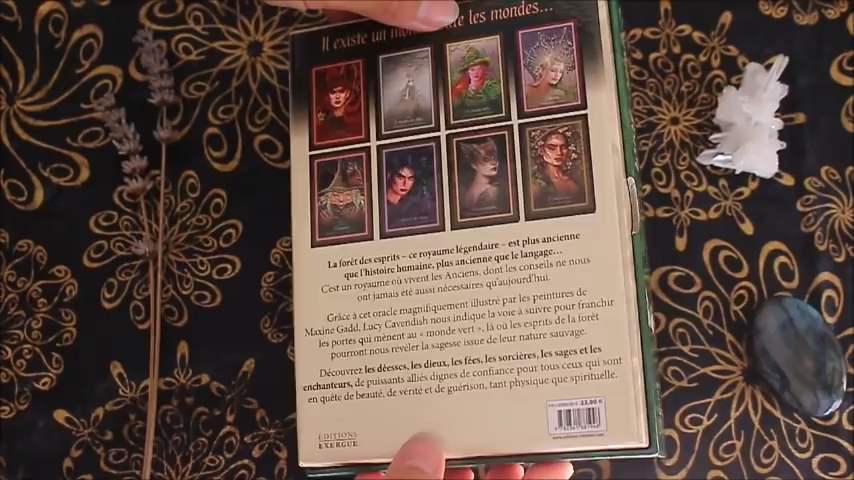 Il existe un monde entre les mondes…
La forêt des esprits – ce royaume légendaire – est plus ancienne
que l'histoire humaine, plus ancienne que le langage…
C'est un royaume où vivent les Anciens, dont les conseils ne nous
ont jamais été aussi nécessaires qu'aujourd'hui.
Grâce à cet oracle magnifiquement illustré par les peintures de
Maxine Gadd, Lucy Cavendish nous indique la voie à suivre pour franchir
les portes qui mènent au « monde vert », là où les esprits de la forêt
pourront nous révéler la sagesse issue de leur nature sauvage.
Découvrez les déesses, les dieux, les fées, les sorcières, les sages et les
enchanteurs, de puissants alliés dignes de confiance pour tous ceux qui sont
en quête de beauté, de vérité et de guérison, tant physique que spirituelle.
23,90 €
EDITIONS
EXERGUE